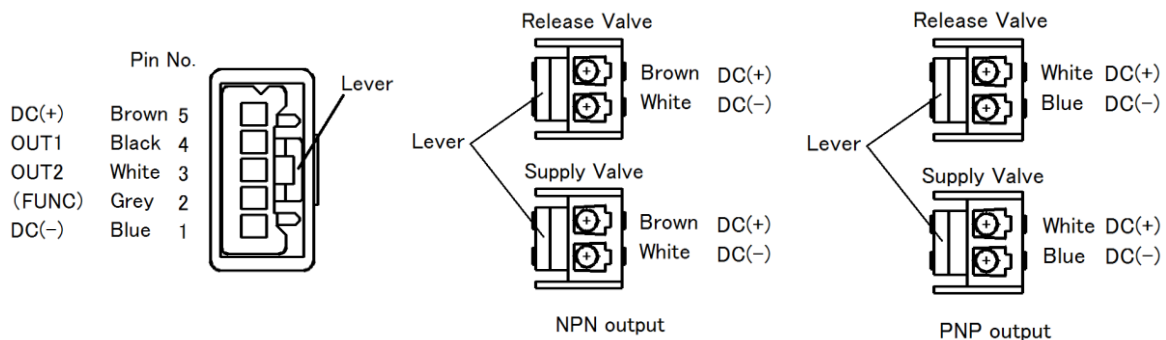 Pin No.
Lever
DC(+) Brown 5
OUT1 Black 4
OUT2 White 3
(FUNC) Grey 2
DC(-) Blue 1
Release Valve
Brown DC(+)
White DC(-)
Lever
Supply Valve
Brown DC(+)
White DC(-)
NPN output
Release Valve
White DC(+)
Blue DC(-)
Lever
Supply Valve
White DC(+)
Blue DC(-)
PNP output